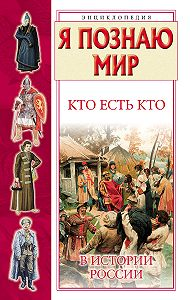 ЭНЦИКЛОПЕДИЯ
Я ПОЗНАЮ
МИР
КТО ЕСТЬ КТО
В ИСТОРИИ
РОССИИ